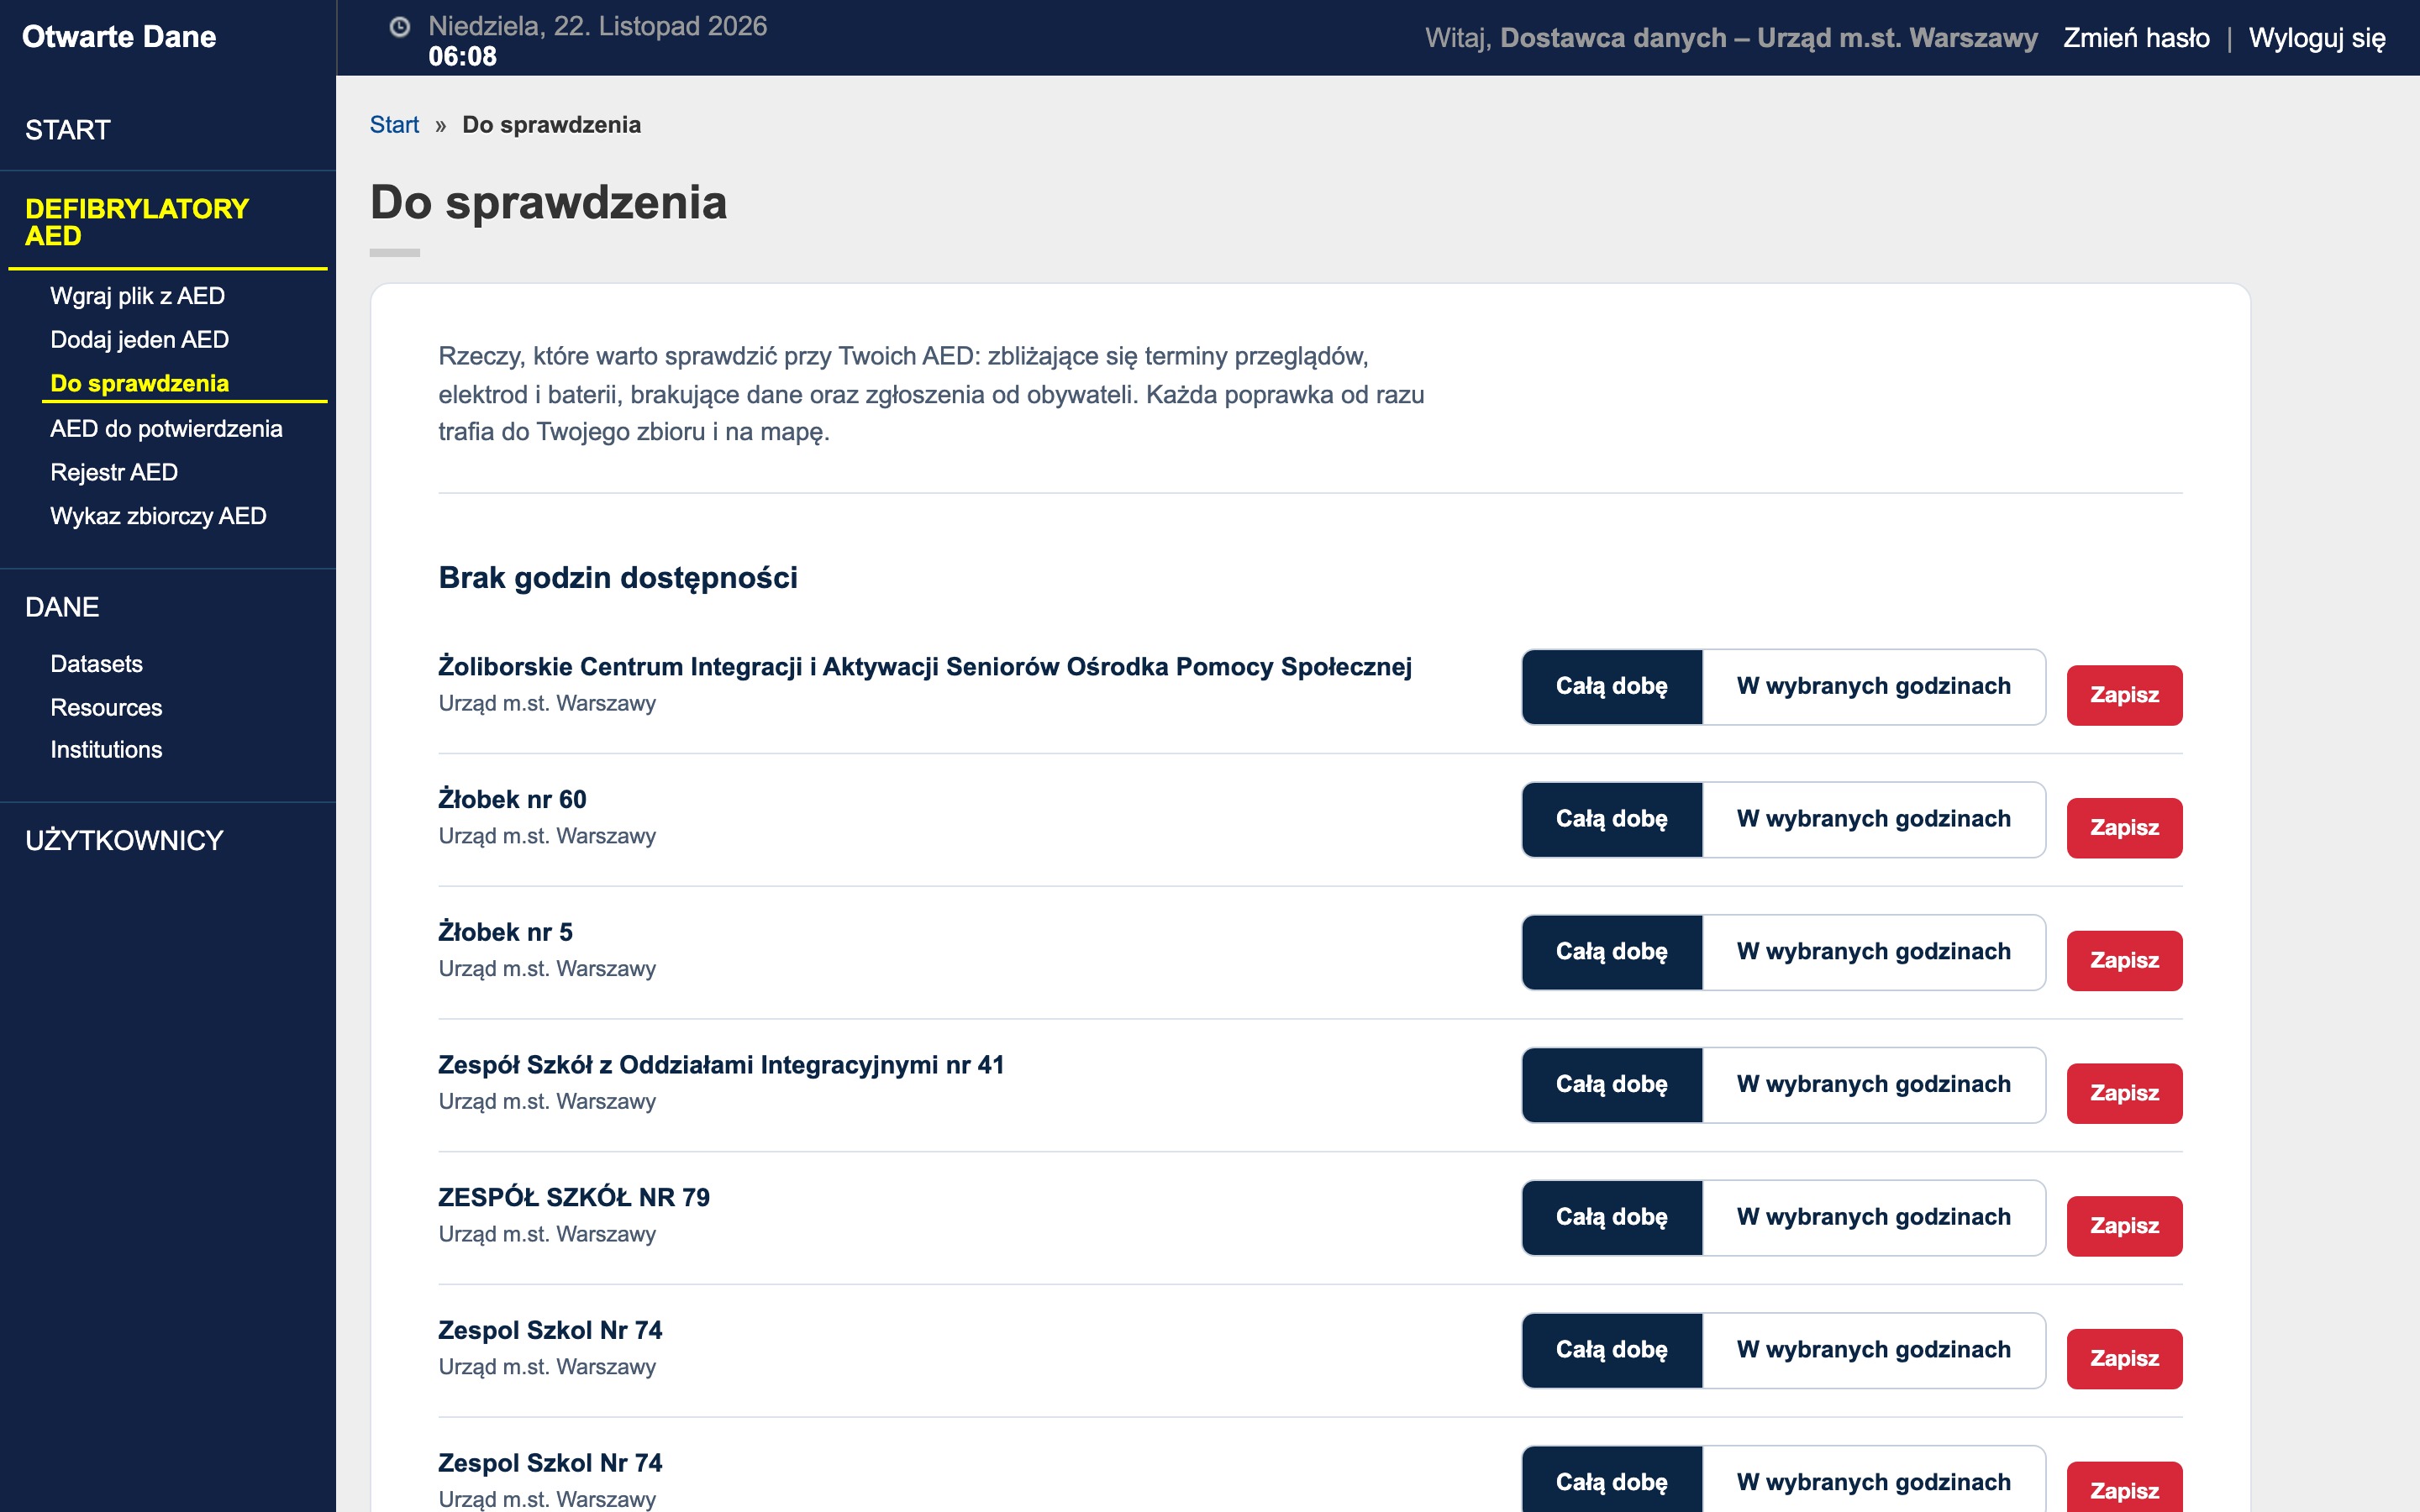 Otwarte Dane
Niedziela, 22. Listopad 2026
06:08
Witaj, Dostawca danych – Urząd m.st. Warszawy Zmień hasło | Wyloguj się
START
DEFIBRYLATORY
AED
Wgraj plik z AED
Dodaj jeden AED
Do sprawdzenia
AED do potwierdzenia
Rejestr AED
Wykaz zbiorczy AED
DANE
Datasets
Resources
Institutions
UŻYTKOWNICY
Start » Do sprawdzenia
Do sprawdzenia
Rzeczy, które warto sprawdzić przy Twoich AED: zbliżające się terminy przeglądów,
elektrod i baterii, brakujące dane oraz zgłoszenia od obywateli. Każda poprawka od razu
trafia do Twojego zbioru i na mapę.
Brak godzin dostępności
Żoliborskie Centrum Integracji i Aktywacji Seniorów Ośrodka Pomocy Społecznej
Urząd m.st. Warszawy
Całą dobę W wybranych godzinach Zapisz
Żłobek nr 60
Urząd m.st. Warszawy
Całą dobę W wybranych godzinach Zapisz
Żłobek nr 5
Urząd m.st. Warszawy
Całą dobę W wybranych godzinach Zapisz
Zespół Szkół z Oddziałami Integracyjnymi nr 41
Urząd m.st. Warszawy
Całą dobę W wybranych godzinach Zapisz
ZESPÓŁ SZKÓŁ NR 79
Urząd m.st. Warszawy
Całą dobę W wybranych godzinach Zapisz
Zespol Szkol Nr 74
Urząd m.st. Warszawy
Całą dobę W wybranych godzinach Zapisz
Zespol Szkol Nr 74
Urząd m.st. Warszawy
Całą dobę W wybranych godzinach Zapisz